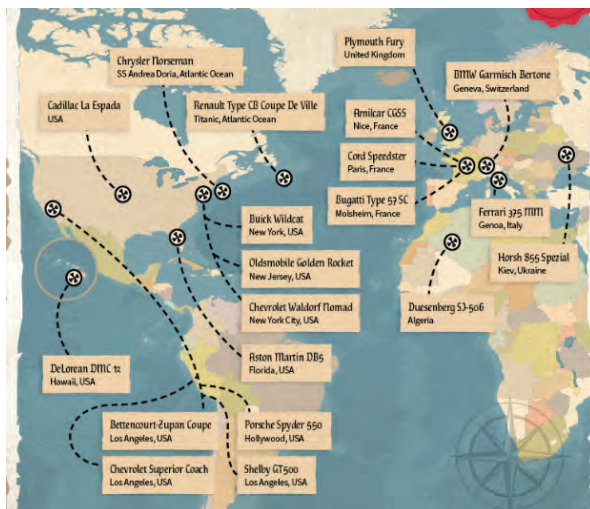 Plymouth Fury
United Kingdom
Chrysler Norseman
SS Andrea Doria, Atlantic Ocean
BMW Garmisch Bertone
Geneva, Switzerland
Cadillac La Espada
USA
Renault Type CB Coupe De Ville
Titanic, Atlantic Ocean
Amilcar CGSS
Nice, France
Cord Speedster
Paris, France
Bugatti Type 57 SC
Molsheim, France
Buick Wildcat
New York, USA
Ferrari 375 MM
Genoa, Italy
Oldsmobile Golden Rocket
New Jersey, USA
Horsh 855 Spezial
Kiev, Ukraine
Chevrolet Waldorf Nomad
New York City, USA
Duesenberg SJ-506
Algeria
Aston Martin DB5
Florida, USA
DeLorean DMC 12
Hawaii, USA
Bettencourt-Zupan Coupe
Los Angeles, USA
Porsche Spyder 550
Hollywood, USA
Chevrolet Superior Coach
Los Angeles, USA
Shelby GT500
Los Angeles, USA